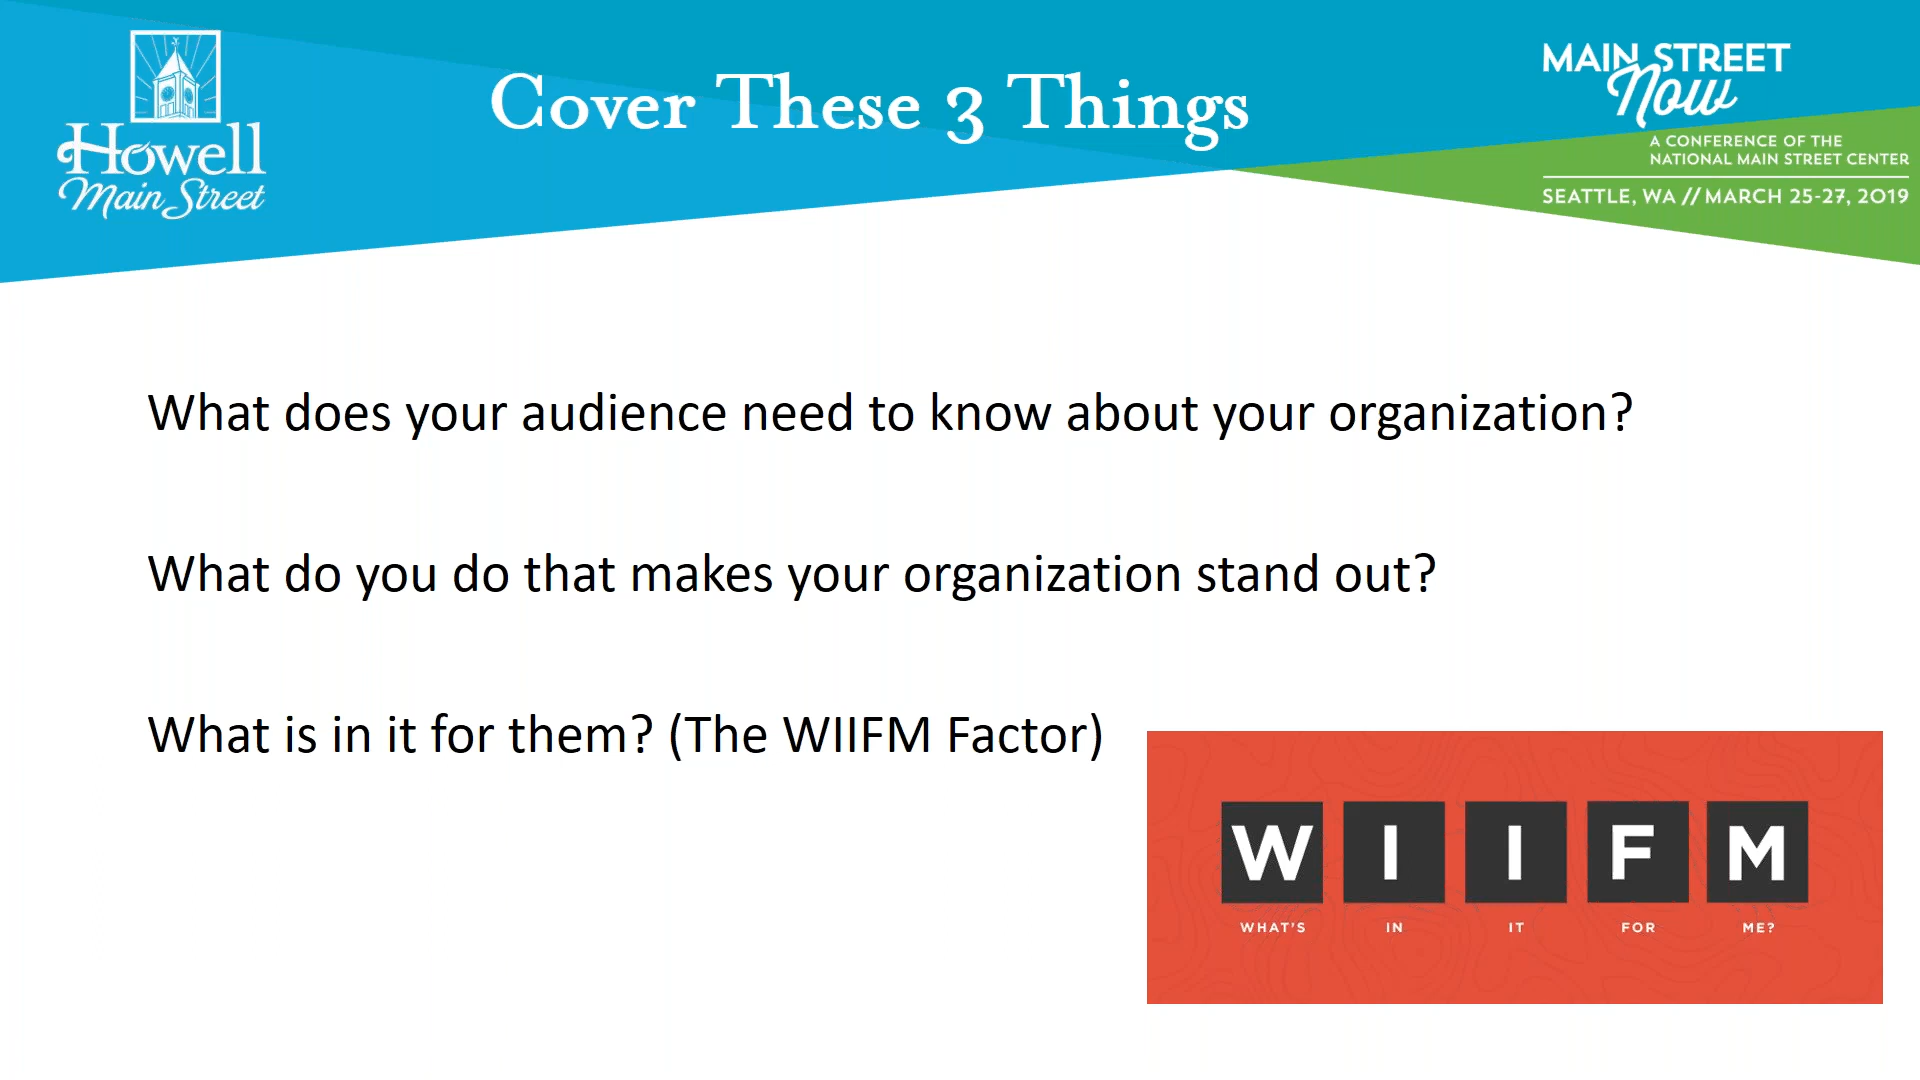 Howell
Main Street
Cover These 3 Things
MAIN STREET
Now
A CONFERENCE OF THE
NATIONAL MAIN STREET CENTER
SEATTLE, WA // MARCH 25-27, 2019
What does your audience need to know about your organization?
What do you do that makes your organization stand out?
What is in it for them? (The WIIFM Factor)
W I I F M
WHAT'S IN IT FOR ME?